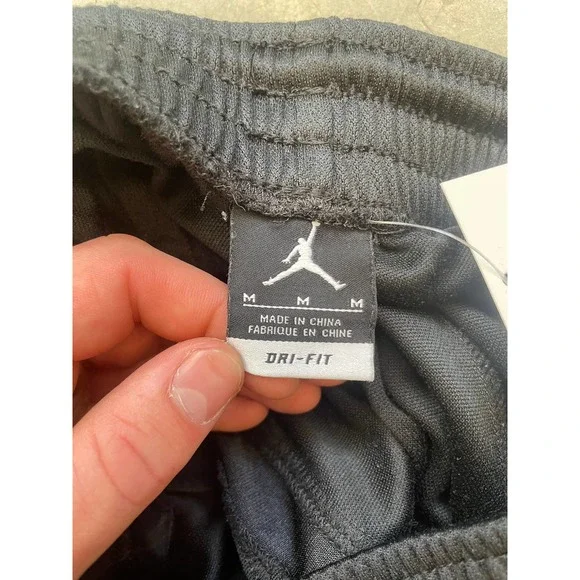 M M M
MADE IN CHINA
FABRIQUE EN CHINE
DRI-FIT